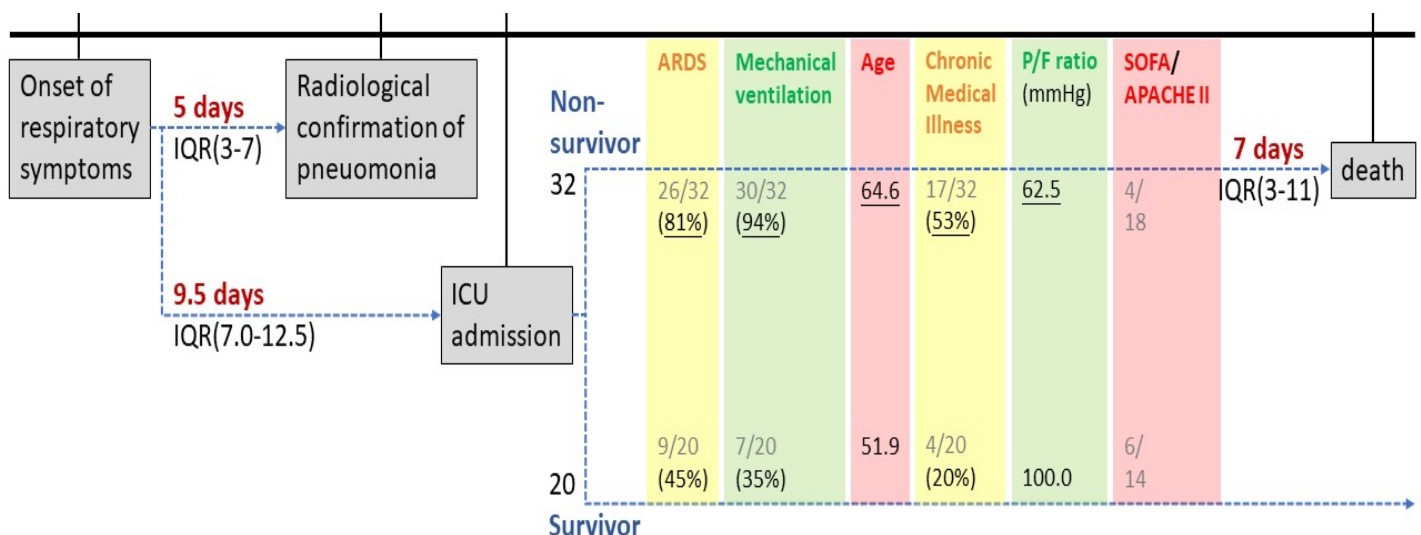 Onset of
respiratory
symptoms
5 days
IQR(3-7)
Radiological
confirmation of
pneuomonia
9.5 days
IQR(7.0-12.5)
ICU
admission
Non-
survivor
32
ARDS
26/32
(81%)
Mechanical
ventilation
30/32
(94%)
Age
64.6
Chronic
Medical
Illness
17/32
(53%)
P/F ratio
(mmHg)
62.5
SOFA/
APACHE II
4/
18
7 days
IQR(3-11)
death
9/20
(45%)
7/20
(35%)
51.9
4/20
(20%)
100.0
6/
14
20
Survivor